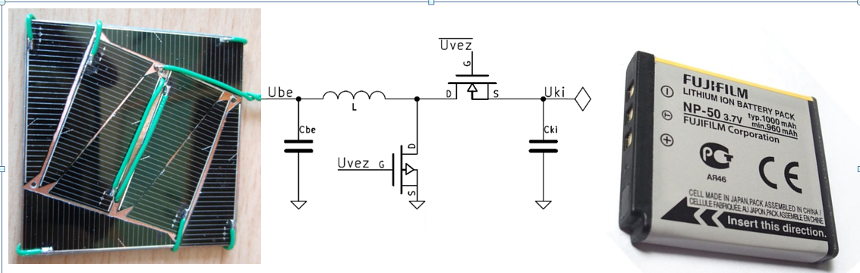 Ube
Cbe
L
Uvez G
D
S
Uvez
G
D
S
Uki
Cki
FUJIFILM
LITHIUM ION BATTERY PACK
NP-50 3.7V typ.1000 mAh
min.960 mAh
FUJIFILM Corporation
AR46
CE
CELL MADE IN JAPAN,PACK ASSEMBLED IN CHINA/
CELLULE FABRIQUÉE AU JAPON,PACK ASSEMBLÉ EN CHINE
Insert this direction.